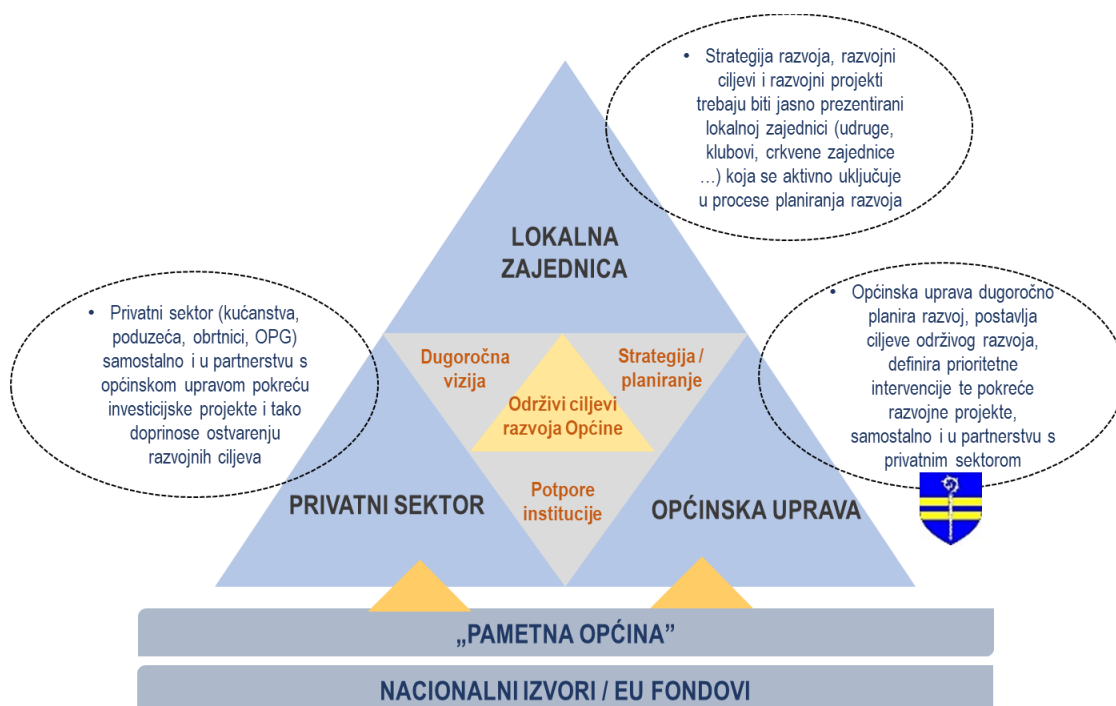 • Strategija razvoja, razvojni
ciljevi i razvojni projekti
trebaju biti jasno prezentirani
lokalnoj zajednici (udruge,
klubovi, crkvene zajednice
...) koja se aktivno uključuje
u procese planiranja razvoja
LOKALNA
ZAJEDNICA
• Privatni sektor (kućanstva,
poduzeća, obrtnici, OPG)
samostalno i u partnerstvu s
općinskom upravom pokreću
investicijske projekte i tako
doprinose ostvarenju
razvojnih ciljeva
• Općinska uprava dugoročno
planira razvoj, postavlja
ciljeve održivog razvoja,
definira prioritetne
intervencije te pokreće
razvojne projekte,
samostalno i u partnerstvu s
privatnim sektorom
Dugoročna
vizija
Strategija /
planiranje
Održivi ciljevi
razvoja Općine
Potpore
institucije
PRIVATNI SEKTOR
OPĆINSKA UPRAVA
„PAMETNA OPĆINA”
NACIONALNI IZVORI / EU FONDOVI